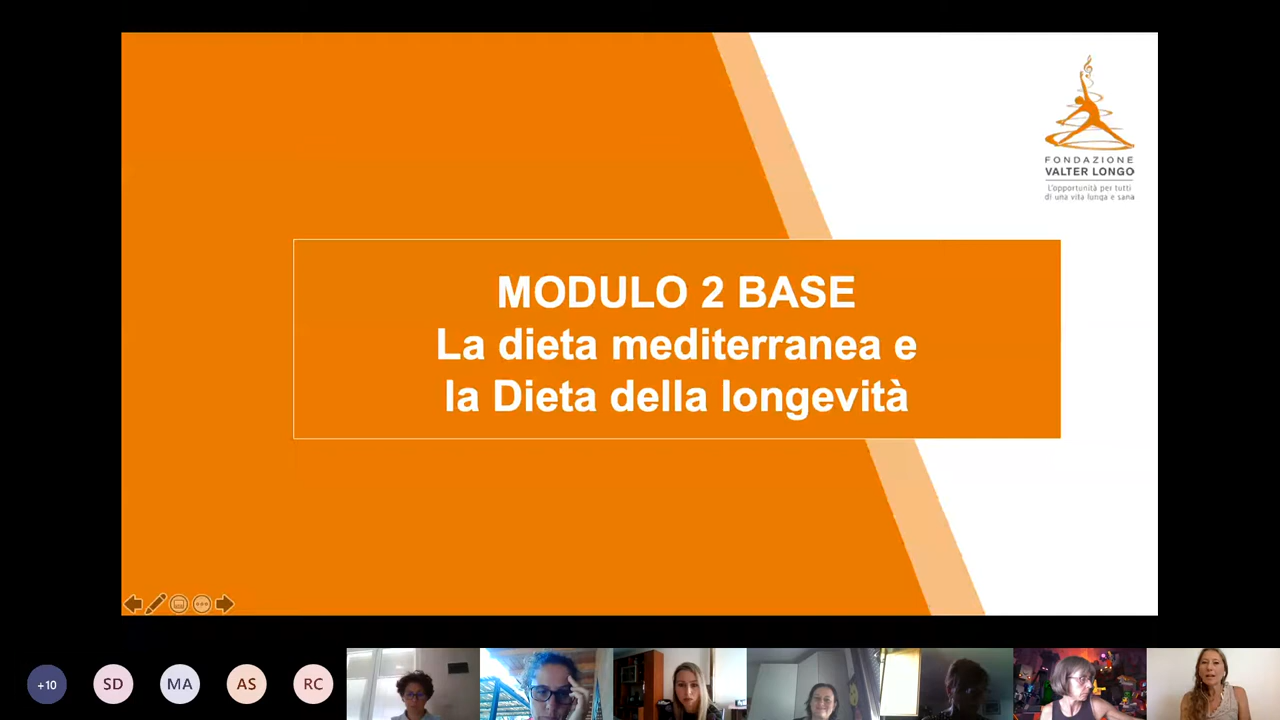 FONDAZIONE
VALTER LONGO
L'opportunità per tutti
di una vita lunga e sana
MODULO 2 BASE
La dieta mediterranea e
la Dieta della longevità
+10
SD
MA
AS
RC